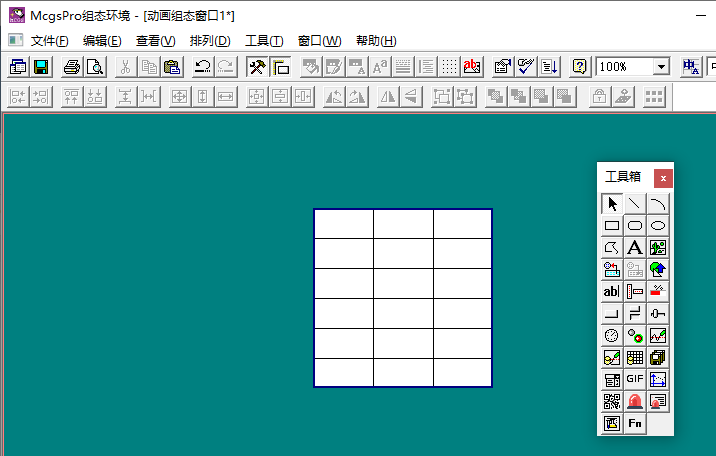 McgsPro组态环境 - [动画组态窗口1*]
文件(F) 编辑(E) 查看(V) 排列(D) 工具(T) 窗口(W) 帮助(H)
100%
工具箱
A
ab|
GIF
Fn